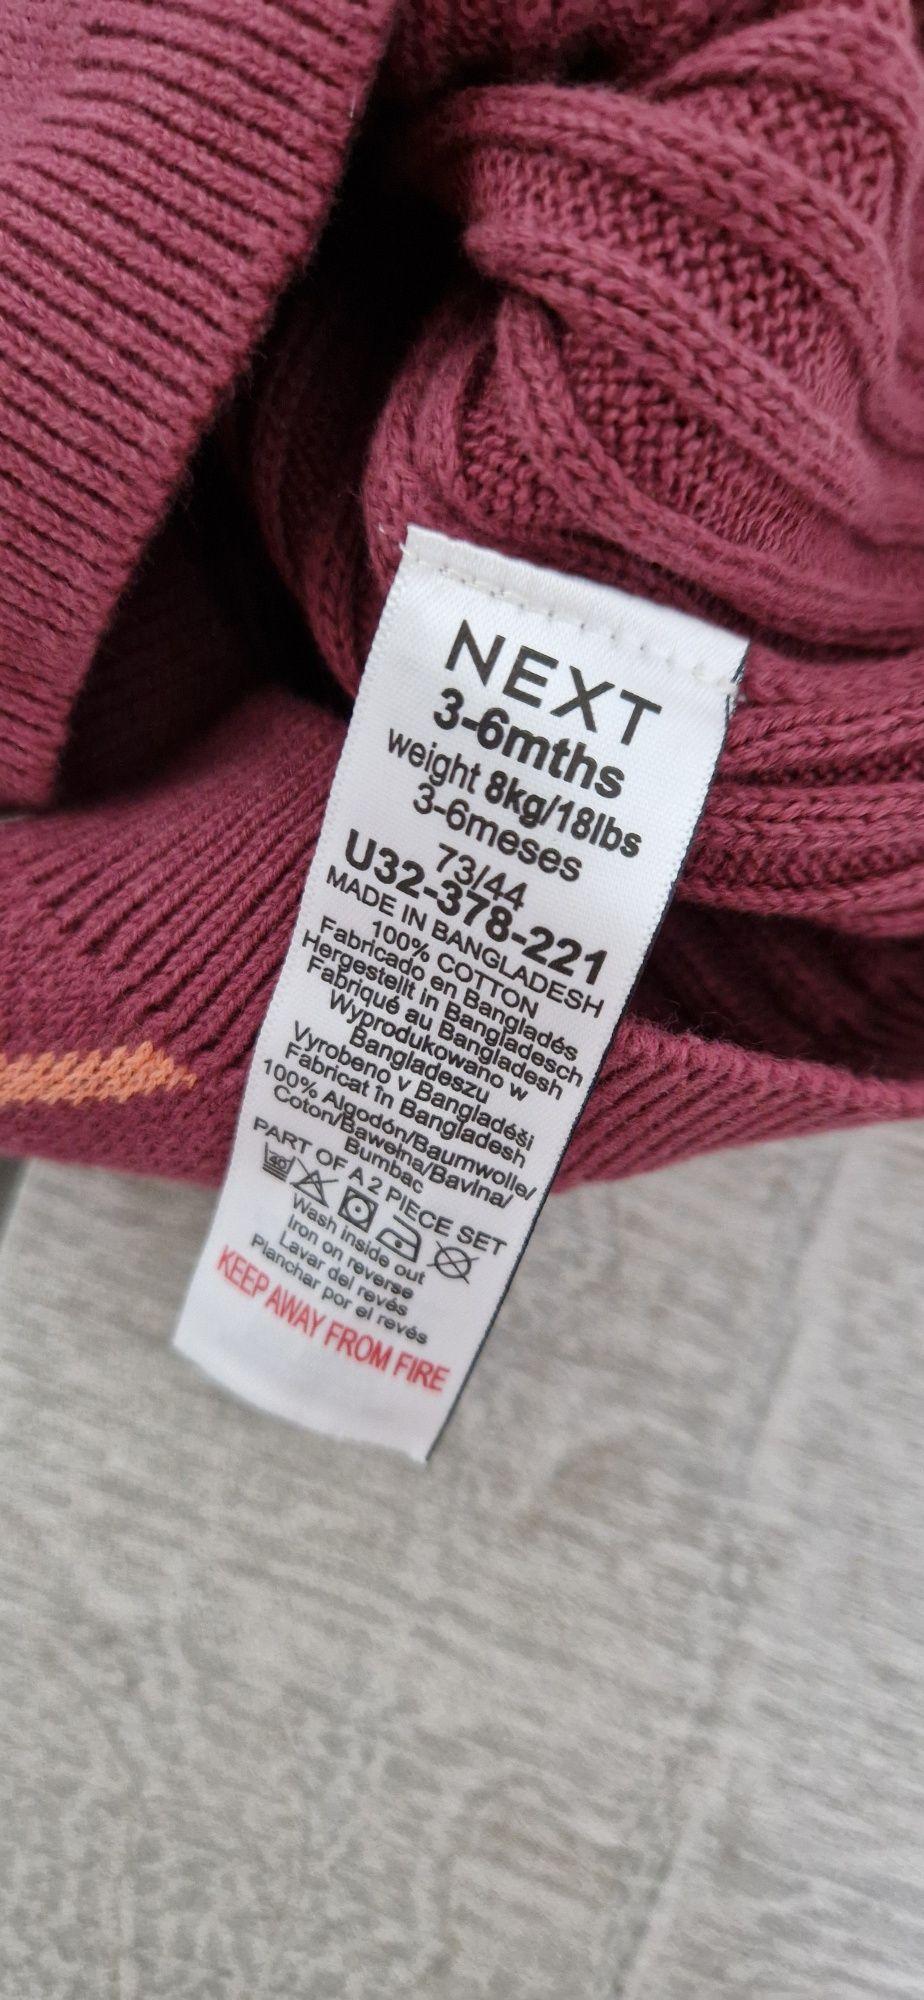 NEXT
3-6mths
weight 8kg/18lbs
3-6meses
73/44
U32-378-221
MADE IN BANGLADESH
100% COTTON
Fabricado en Bangladés
Hergestellt in Bangladesch
Fabriqué au Bangladesh
Wyprodukowano w
Bangladeszu
Vyrobeno v Bangladéši
Fabricat în Bangladesh
100% Algodón/Baumwolle/
Coton/Bawełna/Bavlna/
Bumbac
PART OF A 2 PIECE SET
40
Wash inside out
Iron on reverse
Lavar del revés
Planchar por el revés
KEEP AWAY FROM FIRE